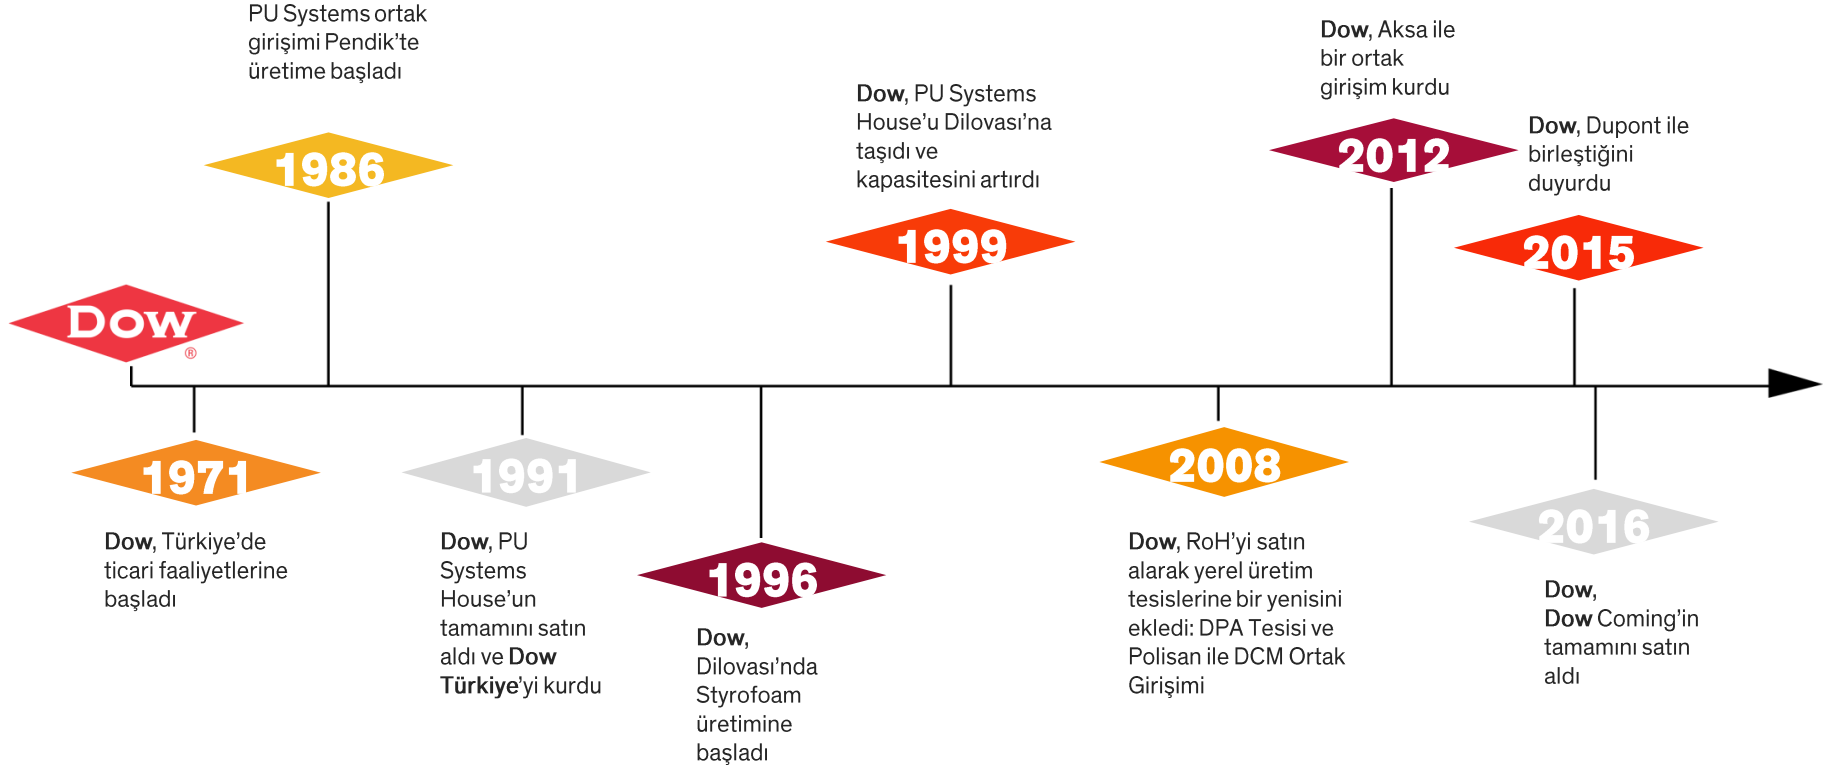 PU Systems ortak
girişimi Pendik’te
üretime başladı
1986
Dow, PU Systems
House’u Dilovası’na
taşıdı ve
kapasitesini artırdı
1999
Dow, Aksa ile
bir ortak
girişim kurdu
2012
Dow, Dupont ile
birleştiğini
duyurdu
2015
Dow
®
1971
Dow, Türkiye’de
ticari faaliyetlerine
başladı
1991
Dow, PU
Systems
House’un
tamamını satın
aldı ve Dow
Türkiye’yi kurdu
1996
Dow,
Dilovası’nda
Styrofoam
üretimine
başladı
2008
Dow, RoH’yi satın
alarak yerel üretim
tesislerine bir yenisini
ekledi: DPA Tesisi ve
Polisan ile DCM Ortak
Girişimi
2016
Dow,
Dow Coming’in
tamamını satın
aldı